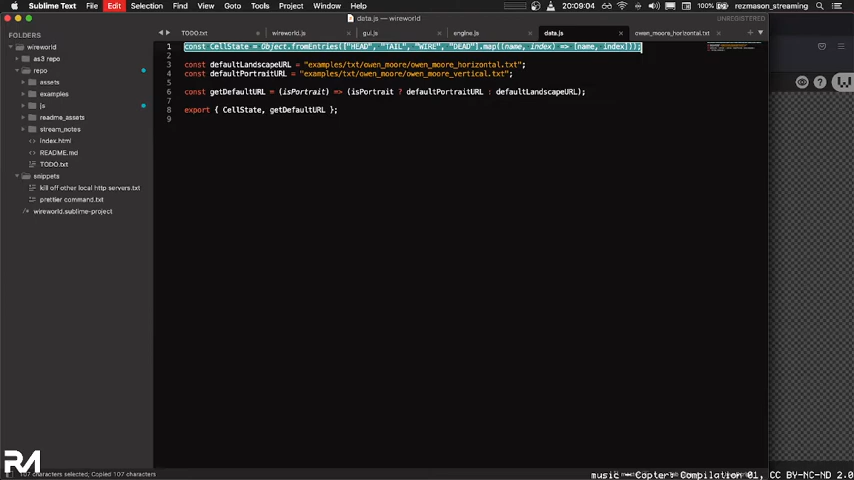 Sublime Text File Edit Selection Find View Goto Tools Project Window Help 100% 20:09:04 rezmason_streaming
data.js — wireworld UNREGISTERED
FOLDERS
wireworld
as3 repo
repo
assets
examples
js
readme_assets
stream_notes
index.html
README.md
TODO.txt
snippets
kill off other local http servers.txt
prettier command.txt
wireworld.sublime-project
TODO.txt wireworld.js gui.js engine.js data.js owen_moore_horizontal.txt
1 const CellState = Object.fromEntries(["HEAD", "TAIL", "WIRE", "DEAD"].map((name, index) => [name, index]));
2
3 const defaultLandscapeURL = "examples/txt/owen_moore/owen_moore_horizontal.txt";
4 const defaultPortraitURL = "examples/txt/owen_moore/owen_moore_vertical.txt";
5
6 const getDefaultURL = (isPortrait) => (isPortrait ? defaultPortraitURL : defaultLandscapeURL);
7
8 export { CellState, getDefaultURL };
9
RM
107 characters selected; Copied 107 characters
music — Copter: Compilation 01, CC BY-NC-ND 2.0